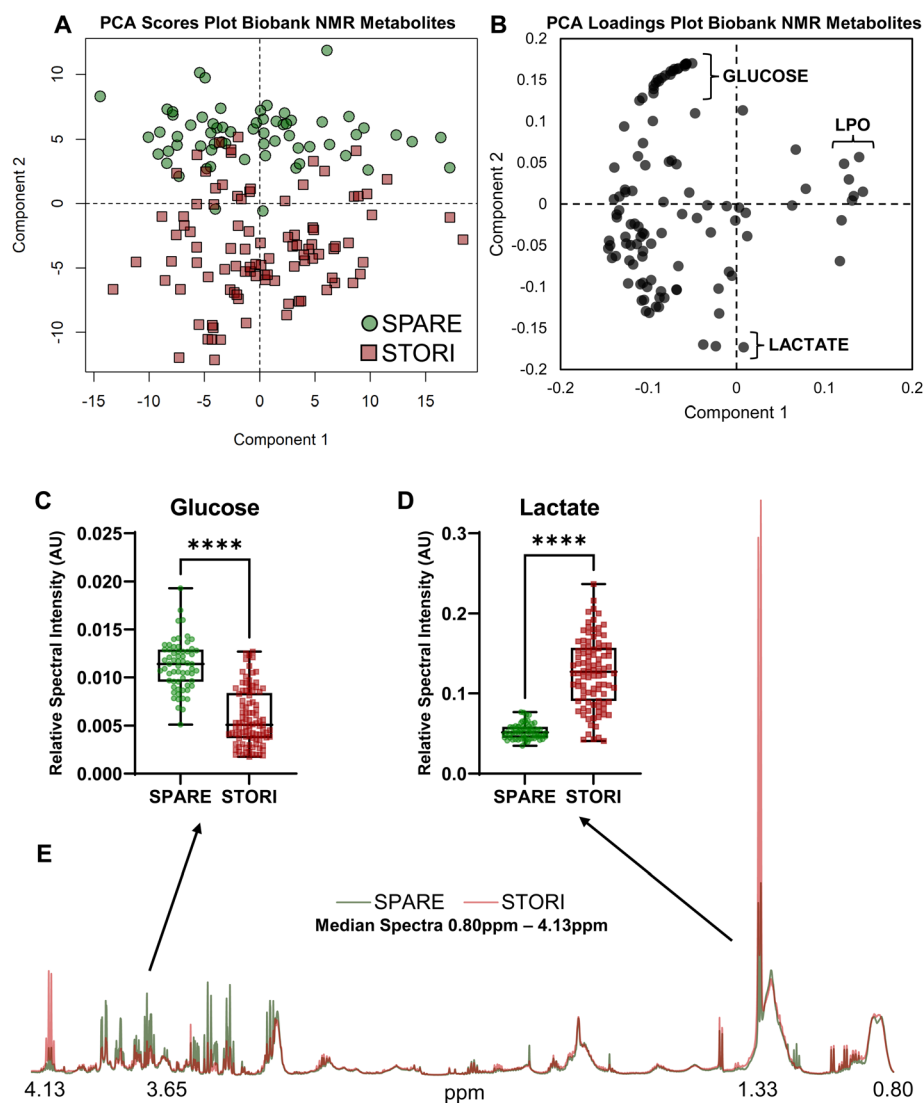 A
PCA Scores Plot Biobank NMR Metabolites
Component 2
10
5
0
-5
-10
-15
-10
-5
0
5
10
15
Component 1
SPARE
STORI
B
PCA Loadings Plot Biobank NMR Metabolites
Component 2
0.2
0.15
0.1
0.05
0
-0.05
-0.1
-0.15
-0.2
-0.2
-0.1
0
0.1
0.2
Component 1
GLUCOSE
LPO
LACTATE
C
Glucose
Relative Spectral Intensity (AU)
0.025
0.020
0.015
0.010
0.005
0.000
****
SPARE
STORI
D
Lactate
Relative Spectral Intensity (AU)
0.3
0.2
0.1
0.0
****
SPARE
STORI
E
SPARE
STORI
Median Spectra 0.80ppm – 4.13ppm
4.13
3.65
ppm
1.33
0.80